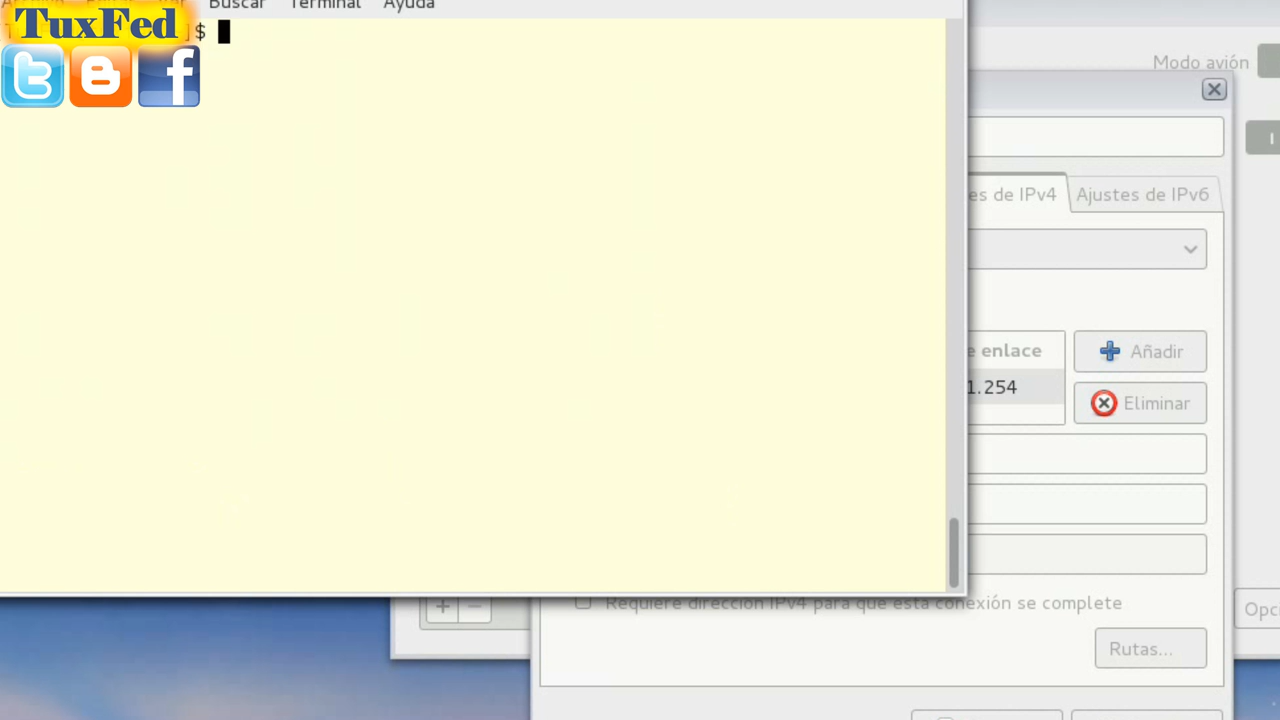 Buscar Terminal Ayuda
TuxFed
]$
Modo avión
I
es de IPv4 Ajustes de IPv6
e enlace
Añadir
1.254
Eliminar
Requiere dirección IPv4 para que esta conexión se complete
Opci
Rutas...